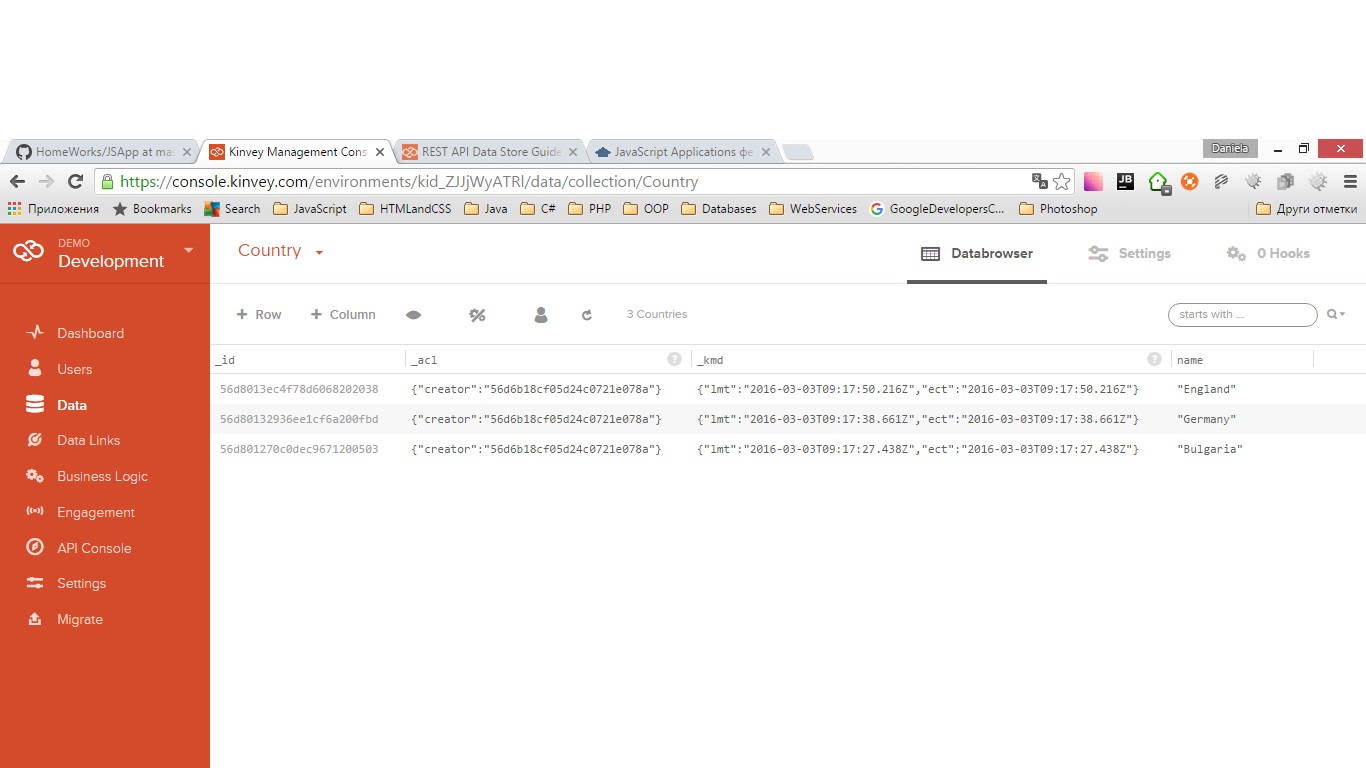 HomeWorks/JSApp at mas
Kinvey Management Cons
REST API Data Store Guide
JavaScript Applications фе
Daniela
https://console.kinvey.com/environments/kid_ZJJjWyATRl/data/collection/Country
JB
Приложения Bookmarks Search JavaScript HTMLandCSS Java C# PHP OOP Databases WebServices GoogleDevelopersC... Photoshop Други отметки
DEMO
Development
Country
Databrowser
Settings
0 Hooks
Dashboard
Users
Data
Data Links
Business Logic
Engagement
API Console
Settings
Migrate
+ Row + Column 3 Countries
starts with ...
_id _acl ? _kmd ? name
56d8013ec4f78d6068202038 {"creator":"56d6b18cf05d24c0721e078a"} {"lmt":"2016-03-03T09:17:50.216Z","ect":"2016-03-03T09:17:50.216Z"} "England"
56d80132936ee1cf6a200fbd {"creator":"56d6b18cf05d24c0721e078a"} {"lmt":"2016-03-03T09:17:38.661Z","ect":"2016-03-03T09:17:38.661Z"} "Germany"
56d801270c0dec9671200503 {"creator":"56d6b18cf05d24c0721e078a"} {"lmt":"2016-03-03T09:17:27.438Z","ect":"2016-03-03T09:17:27.438Z"} "Bulgaria"